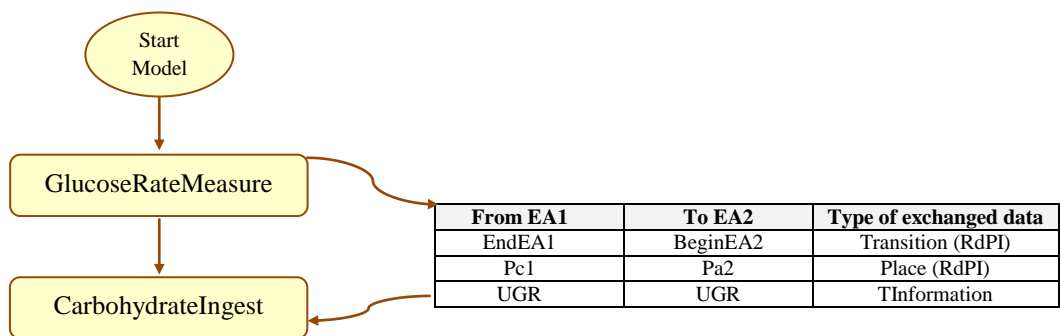 Start
Model
GlucoseRateMeasure
From EA1 To EA2 Type of exchanged data
EndEA1 BeginEA2 Transition (RdPI)
Pc1 Pa2 Place (RdPI)
UGR UGR TInformation
CarbohydrateIngest